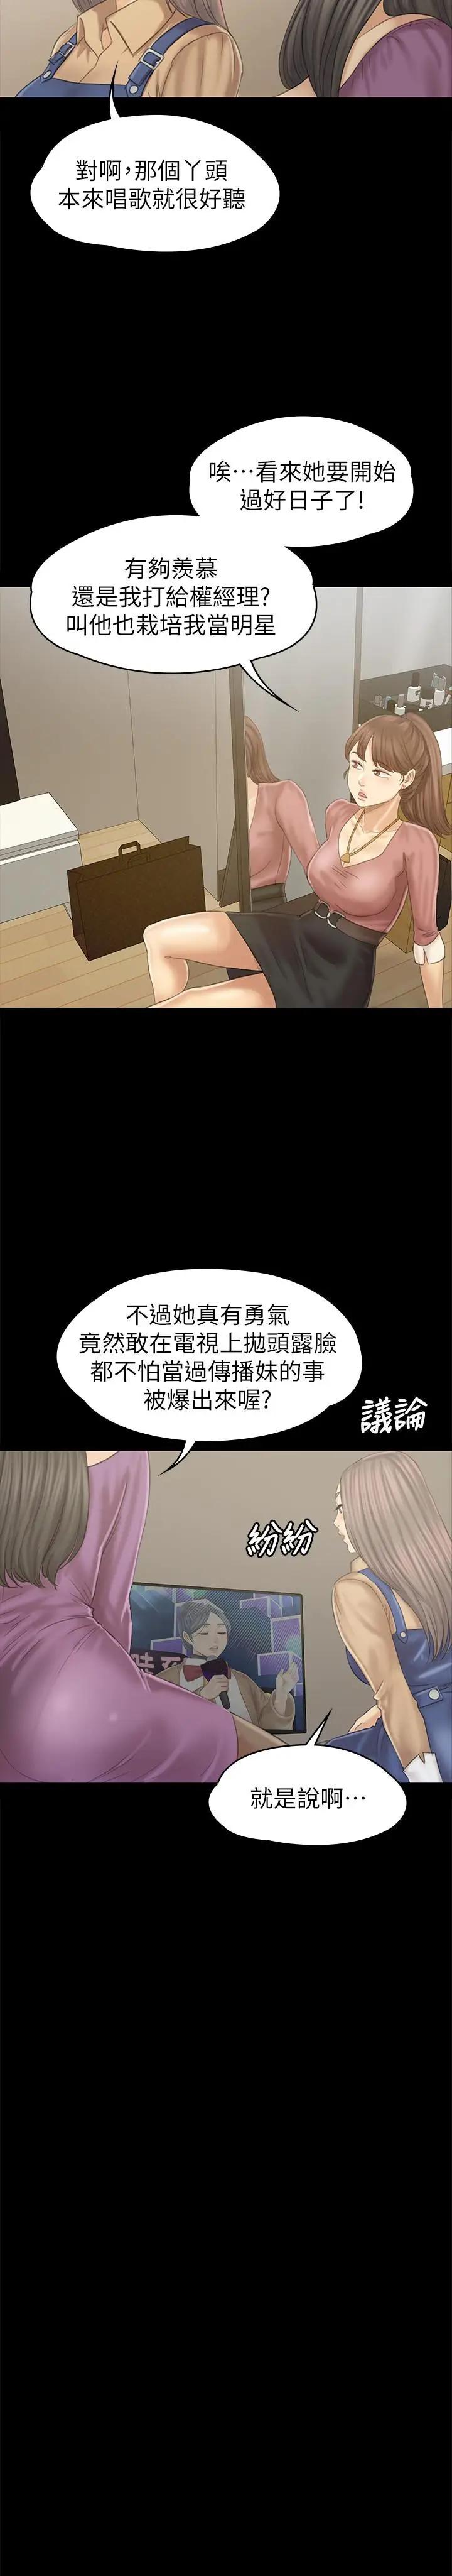 對啊，那個丫頭
本來唱歌就很好聽
唉…看來她要開始
過好日子了!
有夠羨慕
還是我打給權經理?
叫他也栽培我當明星
不過她真有勇氣
竟然敢在電視上拋頭露臉
都不怕當過傳播妹的事
被爆出來喔?
議論
紛紛
就是說啊…